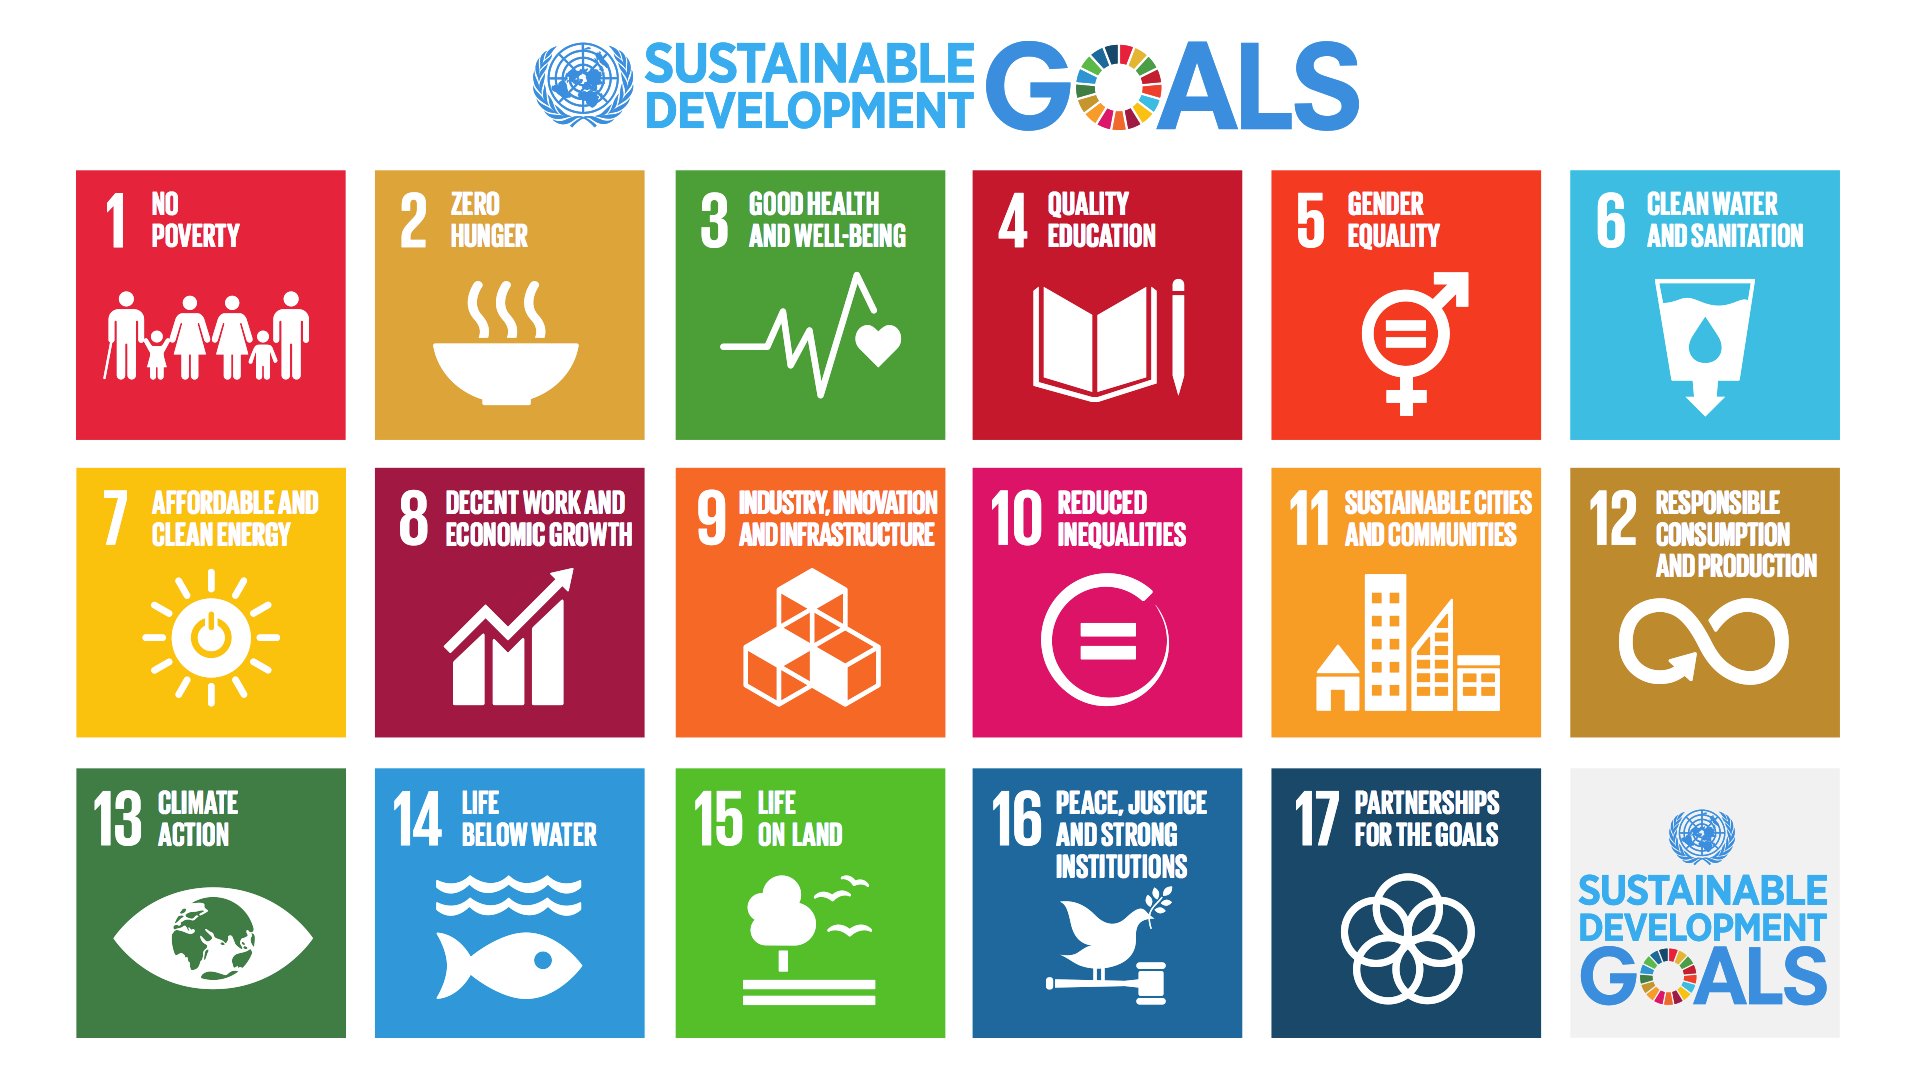 SUSTAINABLE
DEVELOPMENT
GOALS
1 NO
POVERTY
2 ZERO
HUNGER
3 GOOD HEALTH
AND WELL-BEING
4 QUALITY
EDUCATION
5 GENDER
EQUALITY
6 CLEAN WATER
AND SANITATION
7 AFFORDABLE AND
CLEAN ENERGY
8 DECENT WORK AND
ECONOMIC GROWTH
9 INDUSTRY, INNOVATION
AND INFRASTRUCTURE
10 REDUCED
INEQUALITIES
11 SUSTAINABLE CITIES
AND COMMUNITIES
12 RESPONSIBLE
CONSUMPTION
AND PRODUCTION
13 CLIMATE
ACTION
14 LIFE
BELOW WATER
15 LIFE
ON LAND
16 PEACE, JUSTICE
AND STRONG
INSTITUTIONS
17 PARTNERSHIPS
FOR THE GOALS
SUSTAINABLE
DEVELOPMENT
GOALS